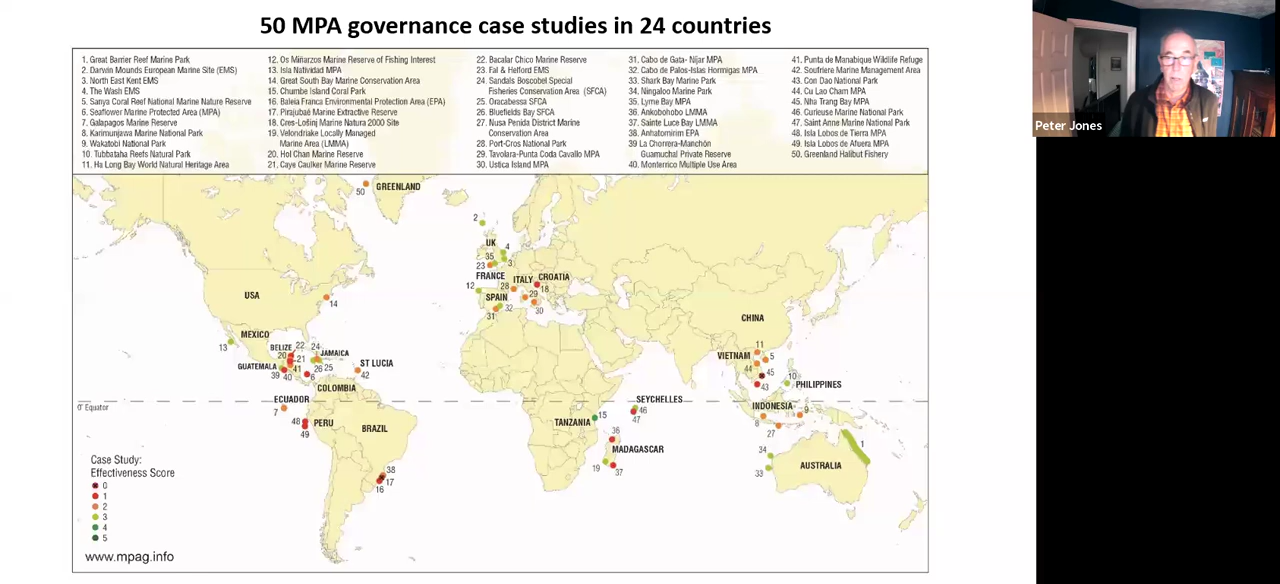 50 MPA governance case studies in 24 countries
1. Great Barrier Reef Marine Park
2. Darwin Mounds European Marine Site (EMS)
3. North East Kent EMS
4. The Wash EMS
5. Sanya Coral Reef National Marine Nature Reserve
6. Seaflower Marine Protected Area (MPA)
7. Galapagos Marine Reserve
8. Karimunjawa Marine National Park
9. Wakatobi National Park
10. Tubbataha Reefs Natural Park
11. Ha Long Bay World Natural Heritage Area
12. Os Miñarzos Marine Reserve of Fishing Interest
13. Isla Natividad MPA
14. Great South Bay Marine Conservation Area
15. Chumbe Island Coral Park
16. Baleia Franca Environmental Protection Area (EPA)
17. Pirajubaé Marine Extractive Reserve
18. Cres-Lošinj Marine Natura 2000 Site
19. Velondriake Locally Managed
Marine Area (LMMA)
20. Hol Chan Marine Reserve
21. Caye Caulker Marine Reserve
22. Bacalar Chico Marine Reserve
23. Fal & Helford EMS
24. Sandals Boscobel Special
Fisheries Conservation Area (SFCA)
25. Oracabessa SFCA
26. Bluefields Bay SFCA
27. Nusa Penida District Marine
Conservation Area
28. Port-Cros National Park
29. Tavolara-Punta Coda Cavallo MPA
30. Ustica Island MPA
31. Cabo de Gata- Níjar MPA
32. Cabo de Palos-Islas Hormigas MPA
33. Shark Bay Marine Park
34. Ningaloo Marine Park
35. Lyme Bay MPA
36. Ankobohobo LMMA
37. Sainte Luce Bay LMMA
38. Anhatomirim EPA
39 La Chorrera-Manchón
Guamuchal Private Reserve
40. Monterrico Multiple Use Area
41. Punta de Manabique Wildlife Refuge
42. Soufriere Marine Management Area
43. Con Dao National Park
44. Cu Lao Cham MPA
45. Nha Trang Bay MPA
46. Curieuse Marine National Park
47. Saint Anne Marine National Park
48. Isla Lobos de Tierra MPA
49. Isla Lobos de Afuera MPA
50. Greenland Halibut Fishery
Peter Jones
50
GREENLAND
2
UK
4
35
3
23
FRANCE
ITALY
CROATIA
12
28
18
SPAIN
29
32
30
31
USA
14
CHINA
MEXICO
13
BELIZE
22
24
JAMAICA
20
21
GUATEMALA
41
26
25
ST LUCIA
39
40
6
42
COLOMBIA
11
VIETNAM
5
44
45
10
43
PHILIPPINES
0° Equator
ECUADOR
7
SEYCHELLES
46
47
INDONESIA
9
8
27
48
PERU
49
BRAZIL
TANZANIA
15
36
MADAGASCAR
19
37
34
33
1
AUSTRALIA
38
17
16
Case Study:
Effectiveness Score
0
1
2
3
4
5
www.mpag.info